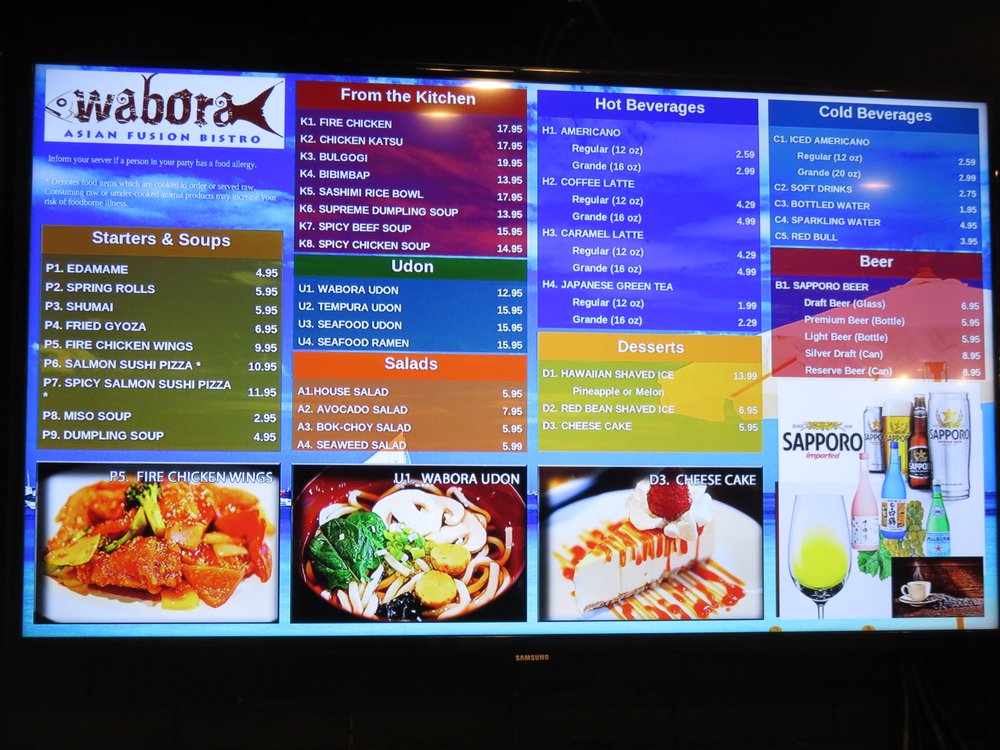 wabora
ASIAN FUSION BISTRO
Inform your server if a person in your party has a food allergy.
* Denotes food items which are cooked to order or served raw.
Consuming raw or under-cooked animal products may increase your
risk of foodborne illness.
Starters & Soups
P1. EDAMAME 4.95
P2. SPRING ROLLS 5.95
P3. SHUMAI 5.95
P4. FRIED GYOZA 6.95
P5. FIRE CHICKEN WINGS 9.95
P6. SALMON SUSHI PIZZA * 10.95
P7. SPICY SALMON SUSHI PIZZA
* 11.95
P8. MISO SOUP 2.95
P9. DUMPLING SOUP 4.95
From the Kitchen
K1. FIRE CHICKEN 17.95
K2. CHICKEN KATSU 17.95
K3. BULGOGI 19.95
K4. BIBIMBAP 13.95
K5. SASHIMI RICE BOWL 17.95
K6. SUPREME DUMPLING SOUP 13.95
K7. SPICY BEEF SOUP 15.95
K8. SPICY CHICKEN SOUP 14.95
Udon
U1. WABORA UDON 12.95
U2. TEMPURA UDON 15.95
U3. SEAFOOD UDON 15.95
U4. SEAFOOD RAMEN 15.95
Salads
A1.HOUSE SALAD 5.95
A2. AVOCADO SALAD 7.95
A3. BOK-CHOY SALAD 5.95
A4. SEAWEED SALAD 5.99
Hot Beverages
H1. AMERICANO
Regular (12 oz) 2.59
Grande (16 oz) 2.99
H2. COFFEE LATTE
Regular (12 oz) 4.29
Grande (16 oz) 4.99
H3. CARAMEL LATTE
Regular (12 oz) 4.29
Grande (16 oz) 4.99
H4. JAPANESE GREEN TEA
Regular (12 oz) 1.99
Grande (16 oz) 2.29
Desserts
D1. HAWAIIAN SHAVED ICE 13.99
Pineapple or Melon
D2. RED BEAN SHAVED ICE 6.95
D3. CHEESE CAKE 5.95
Cold Beverages
C1. ICED AMERICANO
Regular (12 oz) 2.59
Grande (20 oz) 2.99
C2. SOFT DRINKS 2.75
C3. BOTTLED WATER 1.95
C4. SPARKLING WATER 4.95
C5. RED BULL 3.95
Beer
B1. SAPPORO BEER
Draft Beer (Glass) 6.95
Premium Beer (Bottle) 5.95
Light Beer (Bottle) 5.95
Silver Draft (Can) 8.95
Reserve Beer (Can) 8.95
P5. FIRE CHICKEN WINGS
U1. WABORA UDON
D3. CHEESE CAKE
SAPPORO
Imported
SAPPORO
SAPPORO
SAMSUNG